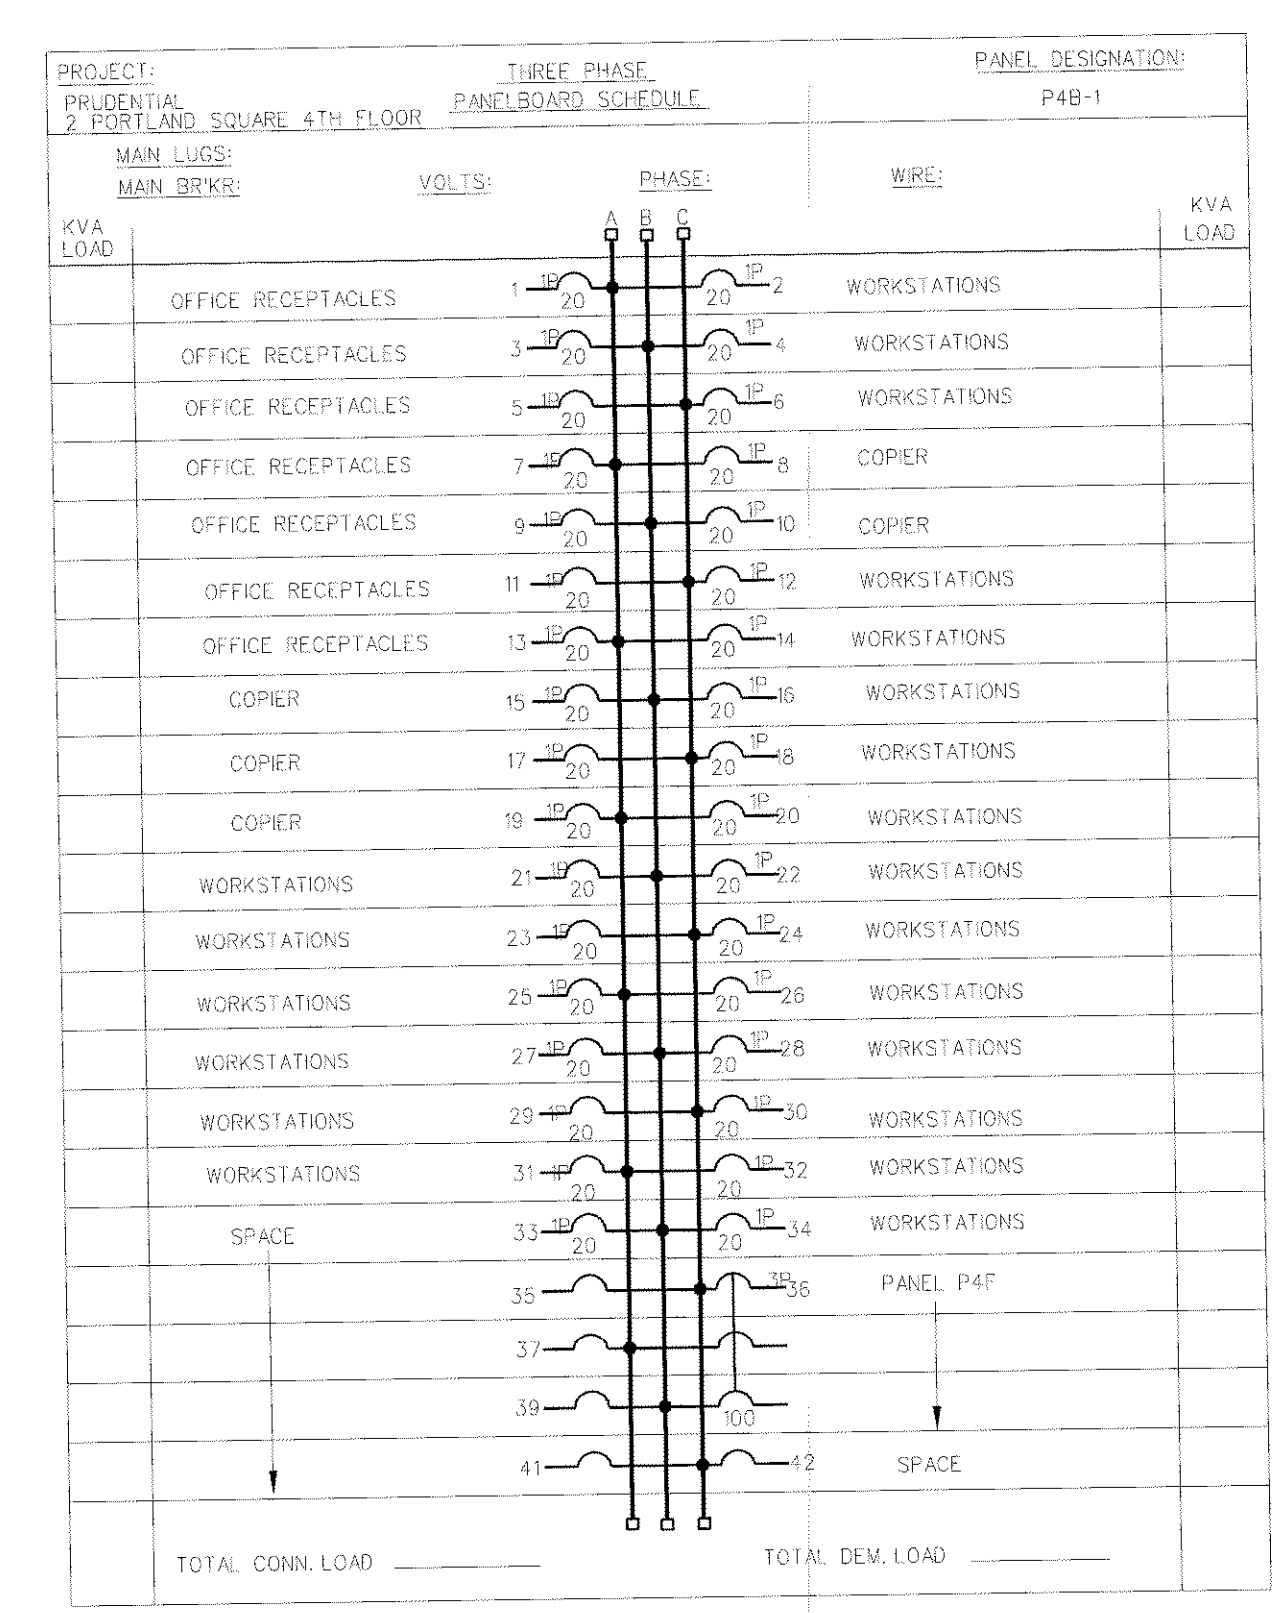 PROJECT: THREE PHASE PANEL DESIGNATION:
PRUDENTIAL PANELBOARD SCHEDULE P4B-1
2 PORTLAND SQUARE 4TH FLOOR
MAIN LUGS:
MAIN BR'KR: VOLTS: PHASE: WIRE:
KVA LOAD A B C KVA LOAD
OFFICE RECEPTACLES 1 1P 20 20 1P 2 WORKSTATIONS
OFFICE RECEPTACLES 3 1P 20 20 1P 4 WORKSTATIONS
OFFICE RECEPTACLES 5 1P 20 20 1P 6 WORKSTATIONS
OFFICE RECEPTACLES 7 1P 20 20 1P 8 COPIER
OFFICE RECEPTACLES 9 1P 20 20 1P 10 COPIER
OFFICE RECEPTACLES 11 1P 20 20 1P 12 WORKSTATIONS
OFFICE RECEPTACLES 13 1P 20 20 1P 14 WORKSTATIONS
COPIER 15 1P 20 20 1P 16 WORKSTATIONS
COPIER 17 1P 20 20 1P 18 WORKSTATIONS
COPIER 19 1P 20 20 1P 20 WORKSTATIONS
WORKSTATIONS 21 1P 20 20 1P 22 WORKSTATIONS
WORKSTATIONS 23 1P 20 20 1P 24 WORKSTATIONS
WORKSTATIONS 25 1P 20 20 1P 26 WORKSTATIONS
WORKSTATIONS 27 1P 20 20 1P 28 WORKSTATIONS
WORKSTATIONS 29 1P 20 20 1P 30 WORKSTATIONS
WORKSTATIONS 31 1P 20 20 1P 32 WORKSTATIONS
SPACE 33 1P 20 20 1P 34 WORKSTATIONS
35 3P 36 PANEL P4F
37
39 100
41 42 SPACE
TOTAL CONN. LOAD TOTAL DEM. LOAD